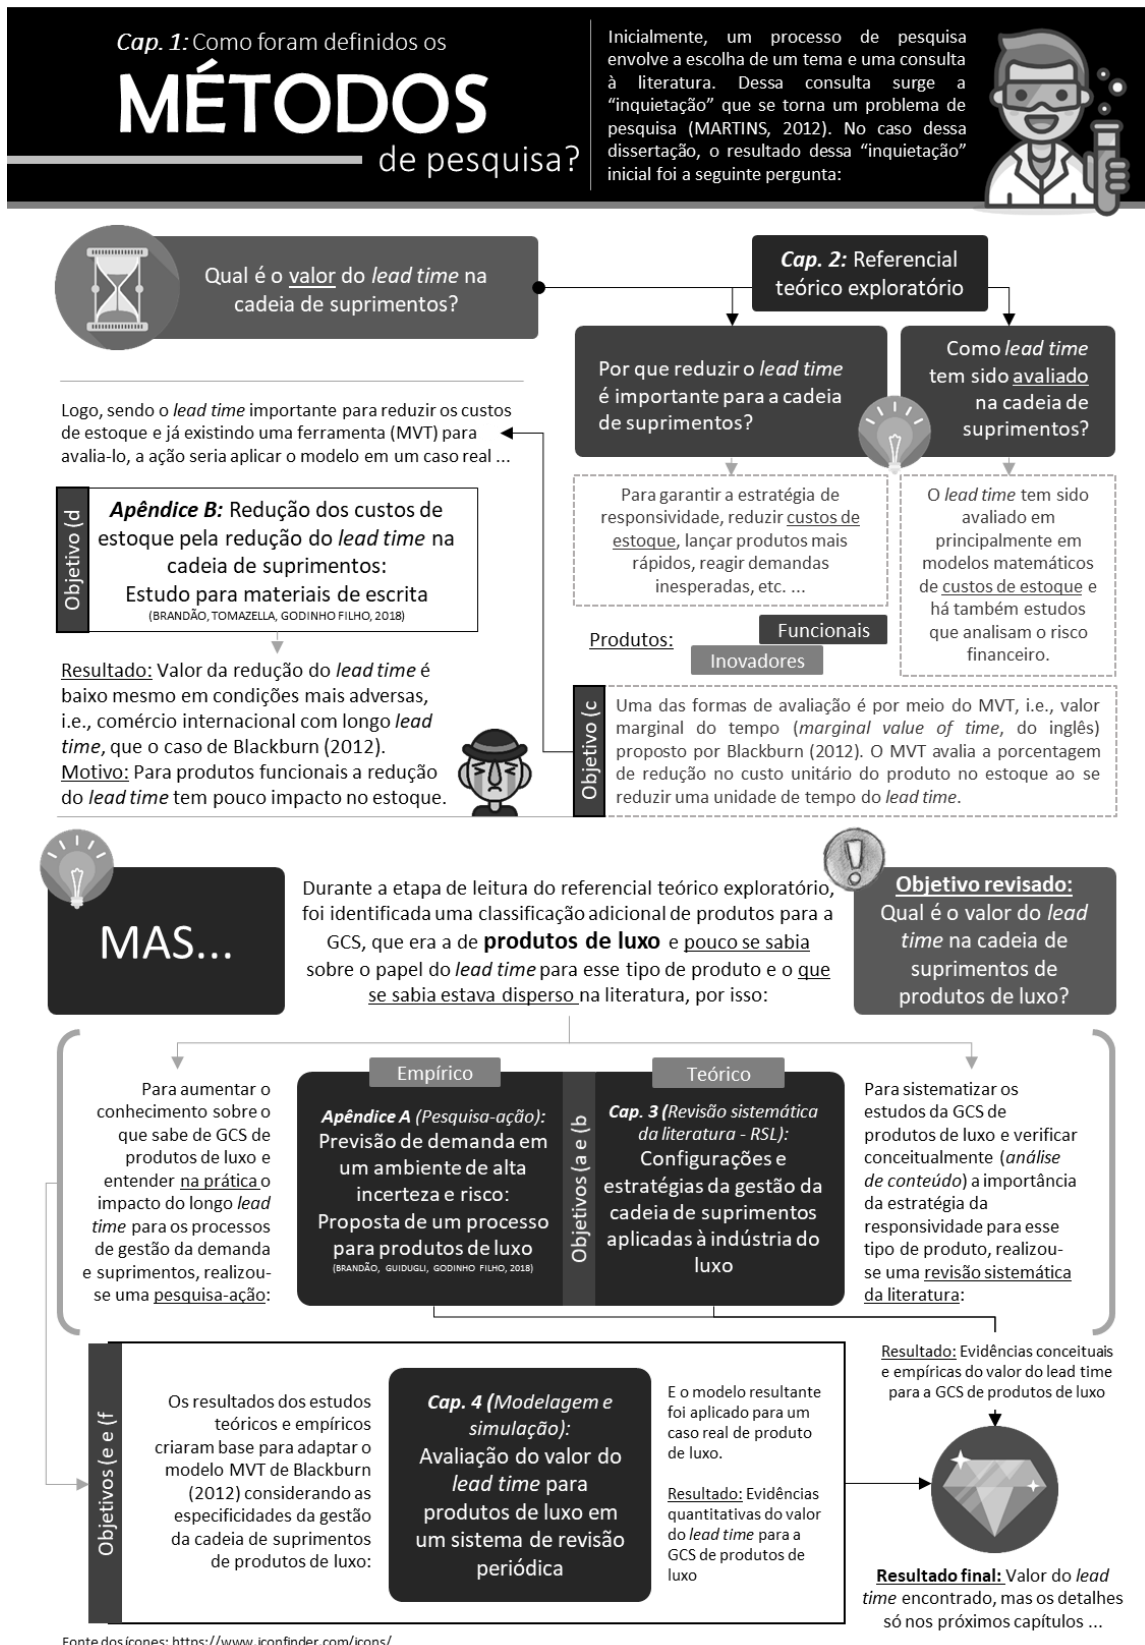 Cap. 1: Como foram definidos os
MÉTODOS
de pesquisa?
Inicialmente, um processo de pesquisa
envolve a escolha de um tema e uma consulta
à literatura. Dessa consulta surge a
“inquietação” que se torna um problema de
pesquisa (MARTINS, 2012). No caso dessa
dissertação, o resultado dessa “inquietação”
inicial foi a seguinte pergunta:
Qual é o valor do lead time na
cadeia de suprimentos?
Cap. 2: Referencial
teórico exploratório
Por que reduzir o lead time
é importante para a cadeia
de suprimentos?
Como lead time
tem sido avaliado
na cadeia de
suprimentos?
Para garantir a estratégia de
responsividade, reduzir custos de
estoque, lançar produtos mais
rápidos, reagir demandas
inesperadas, etc. ...
O lead time tem sido
avaliado em
principalmente em
modelos matemáticos
de custos de estoque e
há também estudos
que analisam o risco
financeiro.
Produtos:
Funcionais
Inovadores
Objetivo (c
Uma das formas de avaliação é por meio do MVT, i.e., valor
marginal do tempo (marginal value of time, do inglês)
proposto por Blackburn (2012). O MVT avalia a porcentagem
de redução no custo unitário do produto no estoque ao se
reduzir uma unidade de tempo do lead time.
Logo, sendo o lead time importante para reduzir os custos
de estoque e já existindo uma ferramenta (MVT) para
avalia-lo, a ação seria aplicar o modelo em um caso real ...
Objetivo (d
Apêndice B: Redução dos custos de
estoque pela redução do lead time na
cadeia de suprimentos:
Estudo para materiais de escrita
(BRANDÃO, TOMAZELLA, GODINHO FILHO, 2018)
Resultado: Valor da redução do lead time é
baixo mesmo em condições mais adversas,
i.e., comércio internacional com longo lead
time, que o caso de Blackburn (2012).
Motivo: Para produtos funcionais a redução
do lead time tem pouco impacto no estoque.
MAS...
Durante a etapa de leitura do referencial teórico exploratório,
foi identificada uma classificação adicional de produtos para a
GCS, que era a de produtos de luxo e pouco se sabia
sobre o papel do lead time para esse tipo de produto e o que
se sabia estava disperso na literatura, por isso:
Objetivo revisado:
Qual é o valor do lead
time na cadeia de
suprimentos de
produtos de luxo?
Para aumentar o
conhecimento sobre o
que sabe de GCS de
produtos de luxo e
entender na prática o
impacto do longo lead
time para os processos
de gestão da demanda
e suprimentos, realizou-
se uma pesquisa-ação:
Empírico
Apêndice A (Pesquisa-ação):
Previsão de demanda em
um ambiente de alta
incerteza e risco:
Proposta de um processo
para produtos de luxo
(BRANDÃO, GUIDUGLI, GODINHO FILHO, 2018)
Objetivos (a e (b
Teórico
Cap. 3 (Revisão sistemática
da literatura - RSL):
Configurações e
estratégias da gestão da
cadeia de suprimentos
aplicadas à indústria do
luxo
Para sistematizar os
estudos da GCS de
produtos de luxo e verificar
conceitualmente (análise
de conteúdo) a importância
da estratégia da
responsividade para esse
tipo de produto, realizou-
se uma revisão sistemática
da literatura:
Resultado: Evidências conceituais
e empíricas do valor do lead time
para a GCS de produtos de luxo
Objetivos (e e (f
Os resultados dos estudos
teóricos e empíricos
criaram base para adaptar o
modelo MVT de Blackburn
(2012) considerando as
especificidades da gestão
da cadeia de suprimentos
de produtos de luxo:
Cap. 4 (Modelagem e
simulação):
Avaliação do valor do
lead time para
produtos de luxo em
um sistema de revisão
periódica
E o modelo resultante
foi aplicado para um
caso real de produto
de luxo.
Resultado: Evidências
quantitativas do valor
do lead time para a
GCS de produtos de
luxo
Resultado final: Valor do lead
time encontrado, mas os detalhes
só nos próximos capítulos ...
Fonte dos ícones: https://www.iconfinder.com/icons/